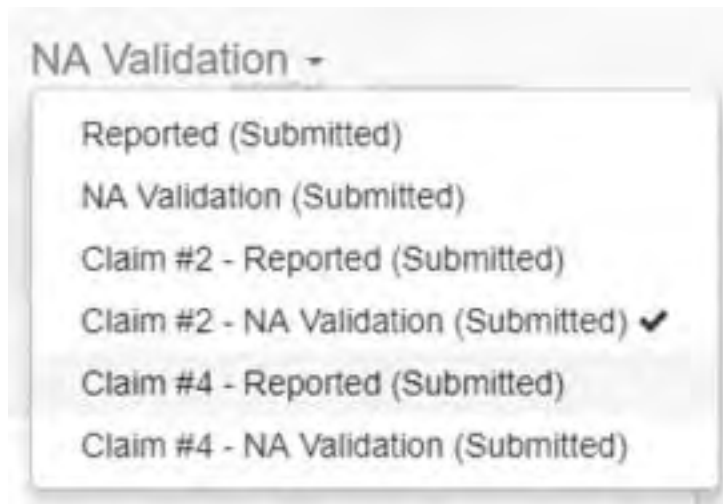 NA Validation
Reported (Submitted)
NA Validation (Submitted)
Claim #2 - Reported (Submitted)
Claim #2 - NA Validation (Submitted) ✔
Claim #4 - Reported (Submitted)
Claim #4 - NA Validation (Submitted)